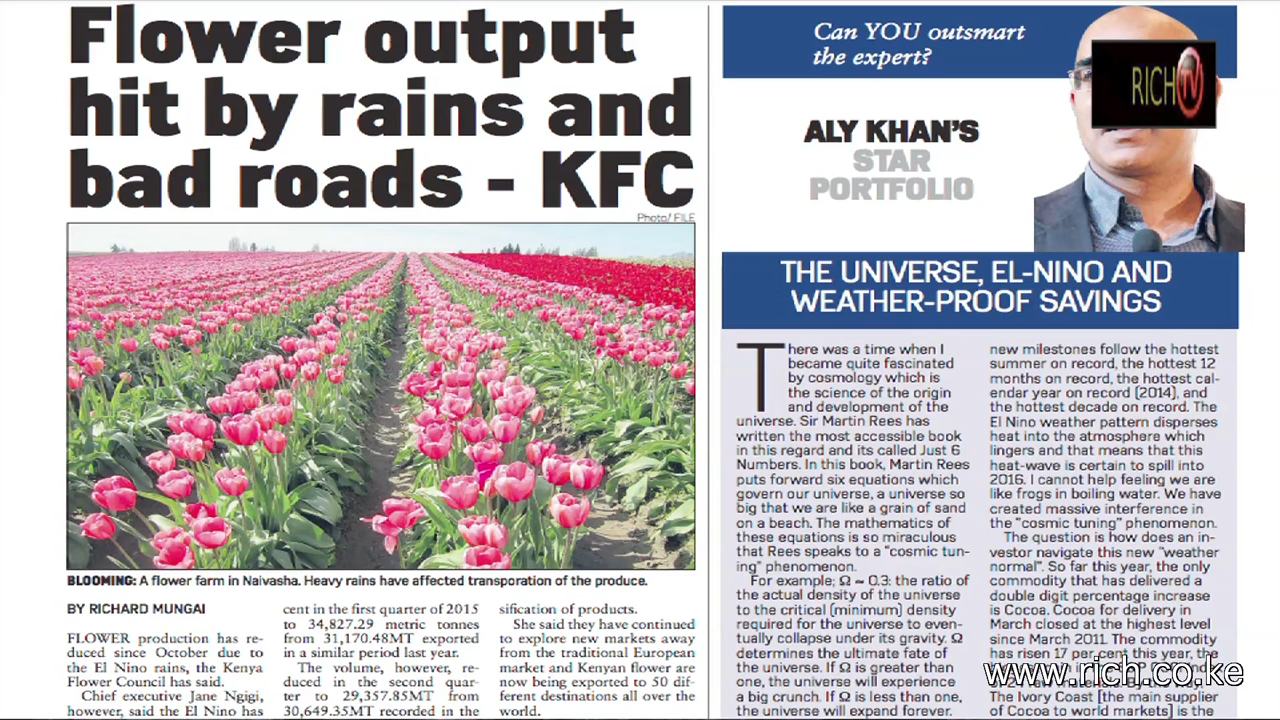 Flower output
hit by rains and
bad roads - KFC
Photo/ FILE
BLOOMING: A flower farm in Naivasha. Heavy rains have affected transporation of the produce.
BY RICHARD MUNGAI
FLOWER production has re-
duced since October due to
the El Nino rains, the Kenya
Flower Council has said.
Chief executive Jane Ngigi,
however, said the El Nino has
cent in the first quarter of 2015
to 34,827.29 metric tonnes
from 31,170.48MT exported
in a similar period last year.
The volume, however, re-
duced in the second quar-
ter to 29,357.85MT from
30,649.35MT recorded in the
sification of products.
She said they have continued
to explore new markets away
from the traditional European
market and Kenyan flower are
now being exported to 50 dif-
ferent destinations all over the
world.
Can YOU outsmart
the expert?
RICH TV
ALY KHAN'S
STAR
PORTFOLIO
THE UNIVERSE, EL-NINO AND
WEATHER-PROOF SAVINGS
There was a time when I
became quite fascinated
by cosmology which is
the science of the origin
and development of the
universe. Sir Martin Rees has
written the most accessible book
in this regard and its called Just 6
Numbers. In this book, Martin Rees
puts forward six equations which
govern our universe, a universe so
big that we are like a grain of sand
on a beach. The mathematics of
these equations is so miraculous
that Rees speaks to a "cosmic tun-
ing" phenomenon.
For example; Ω ~ 0.3: the ratio of
the actual density of the universe
to the critical (minimum) density
required for the universe to even-
tually collapse under its gravity. Ω
determines the ultimate fate of
the universe. If Ω is greater than
one, the universe will experience
a big crunch. If Ω is less than one,
the universe will expand forever.
new milestones follow the hottest
summer on record, the hottest 12
months on record, the hottest cal-
endar year on record (2014), and
the hottest decade on record. The
El Nino weather pattern disperses
heat into the atmosphere which
lingers and that means that this
heat-wave is certain to spill into
2016. I cannot help feeling we are
like frogs in boiling water. We have
created massive interference in
the "cosmic tuning" phenomenon.
The question is how does an in-
vestor navigate this new "weather
normal". So far this year, the only
commodity that has delivered a
double digit percentage increase
is Cocoa. Cocoa for delivery in
March closed at the highest level
since March 2011. The commodity
has risen 17 per cent this year, the
The Ivory Coast [the main supplier
of Cocoa to world markets] is the
www.rich.co.ke